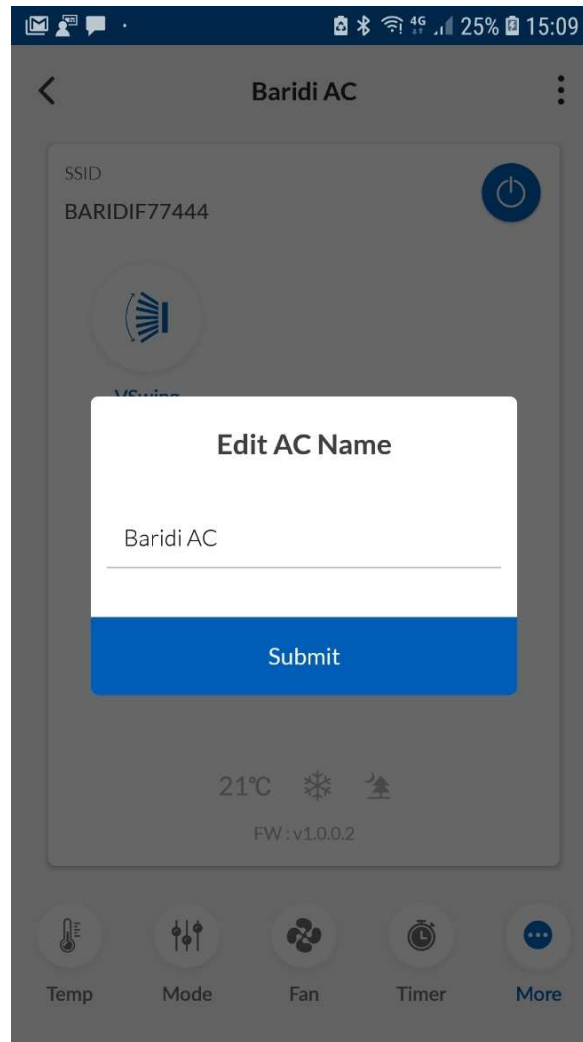 4G 25% 15:09
Baridi AC
SSID
BARIDIF77444
VSwing
Edit AC Name
Baridi AC
Submit
21°C
FW : v1.0.0.2
Temp Mode Fan Timer More